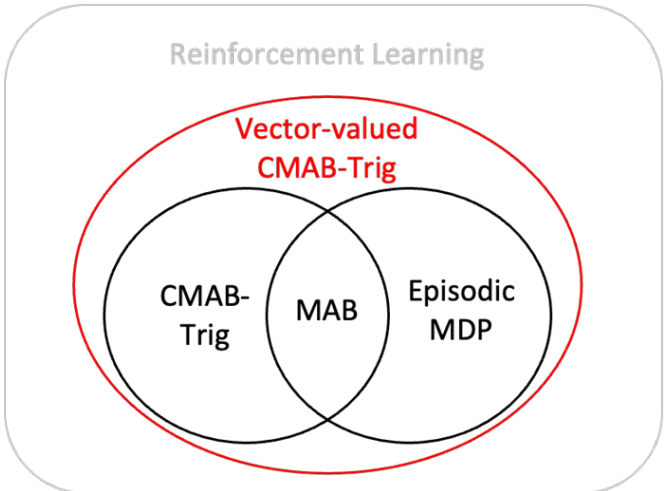 Reinforcement Learning
Vector-valued
CMAB-Trig
CMAB-
Trig
MAB
Episodic
MDP